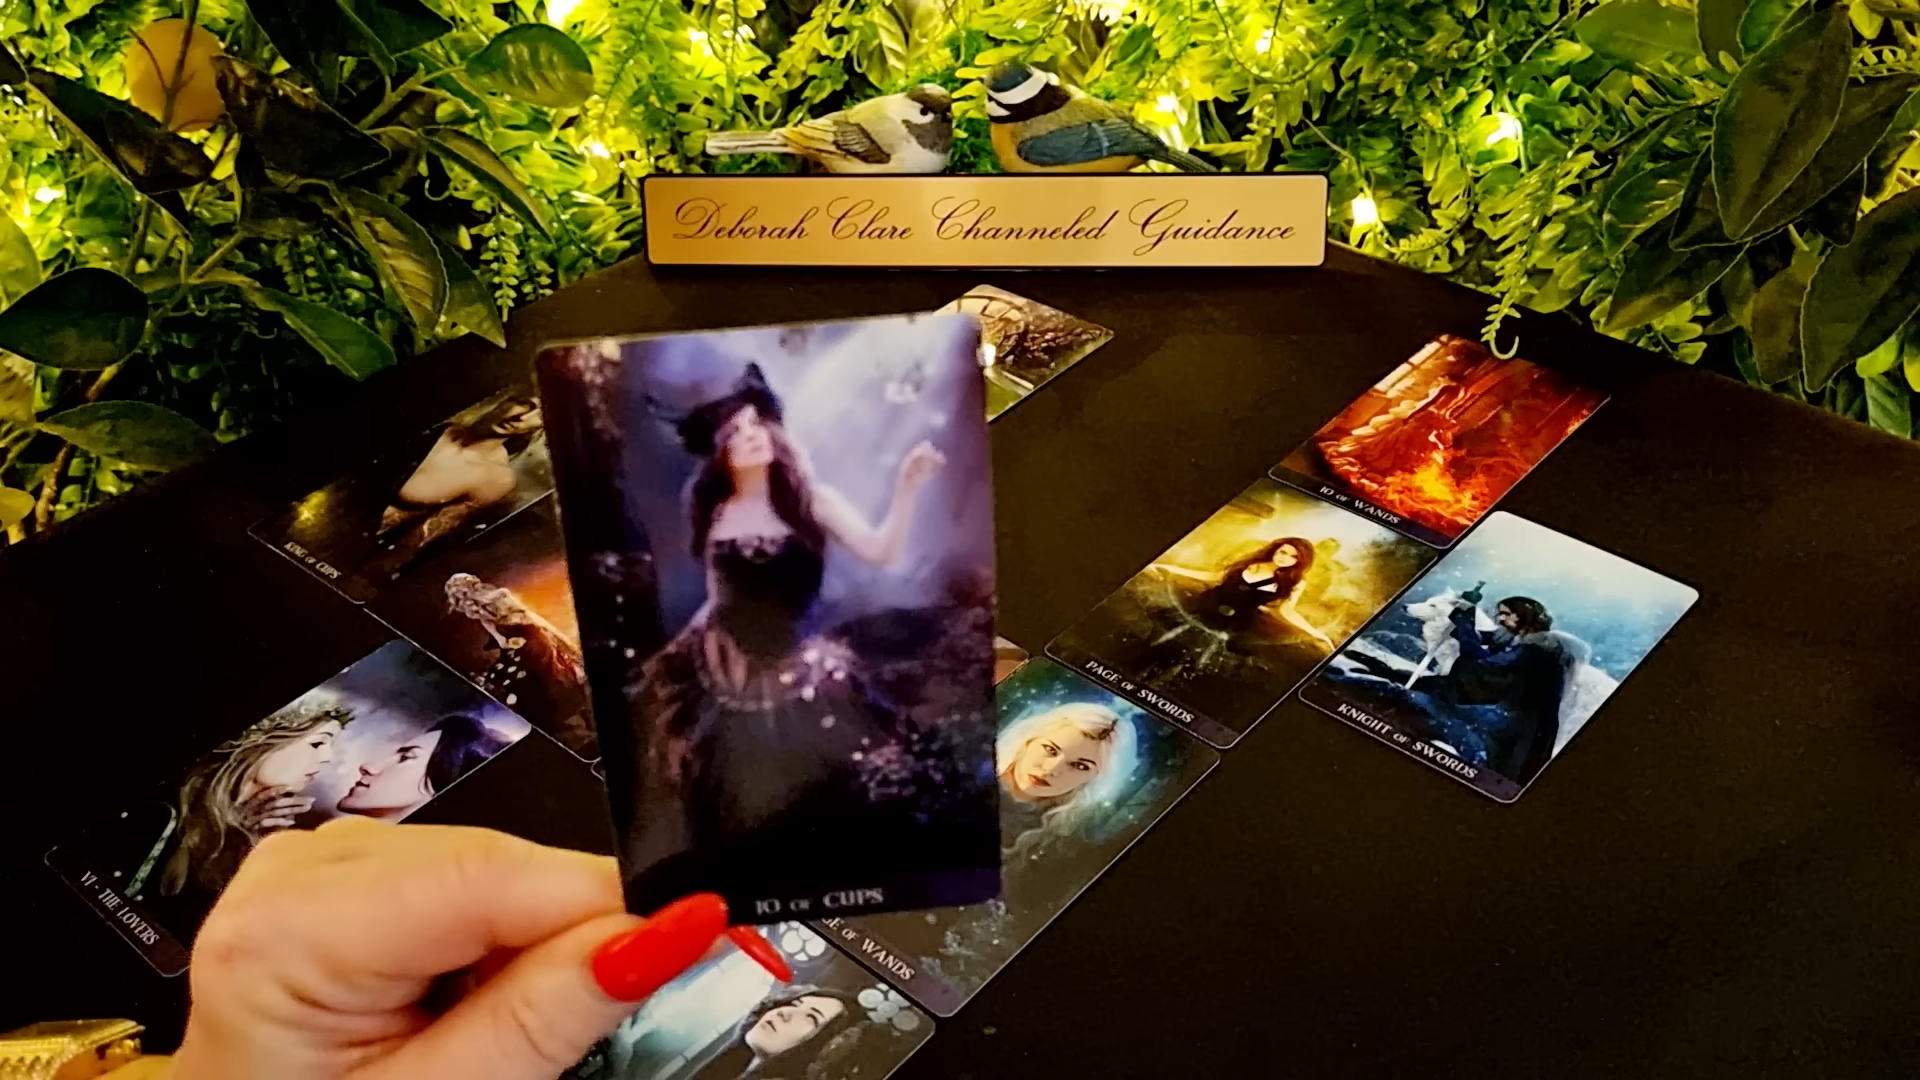 Deborah Clare Channeled Guidance
10 OF WANDS
KING OF CUPS
PAGE OF SWORDS
KNIGHT OF SWORDS
VI - THE LOVERS
10 OF CUPS
OF WANDS